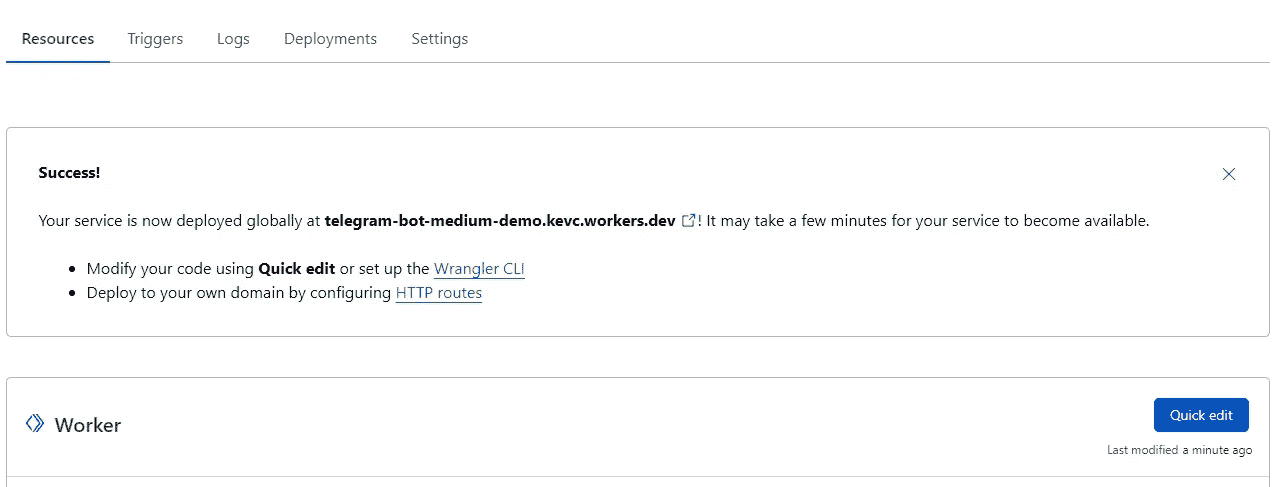 Resources Triggers Logs Deployments Settings
Success!
Your service is now deployed globally at telegram-bot-medium-demo.kevc.workers.dev ! It may take a few minutes for your service to become available.
• Modify your code using Quick edit or set up the Wrangler CLI
• Deploy to your own domain by configuring HTTP routes
Worker
Quick edit
Last modified a minute ago